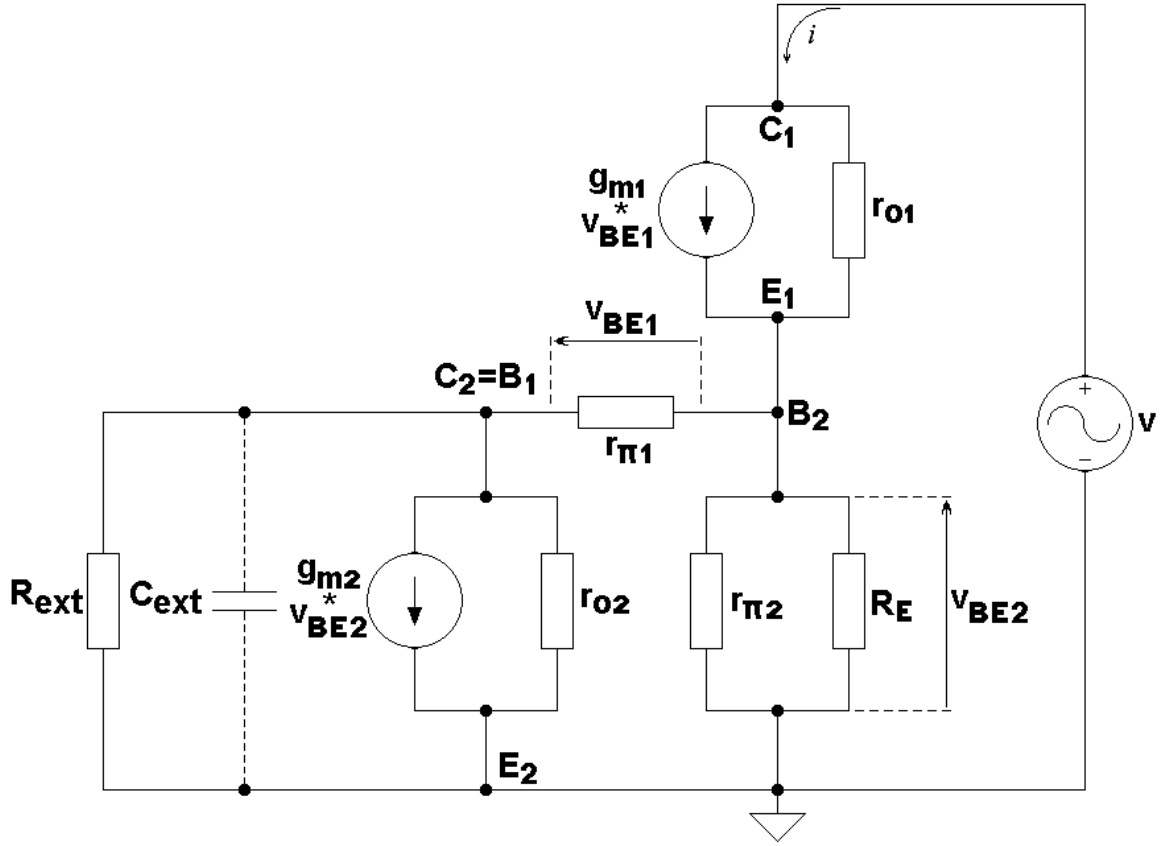 i
C1
gm1
*
vBE1
ro1
E1
vBE1
C2=B1
B2
rπ1
+
−
v
Rext
Cext
gm2
*
vBE2
ro2
rπ2
RE
vBE2
E2